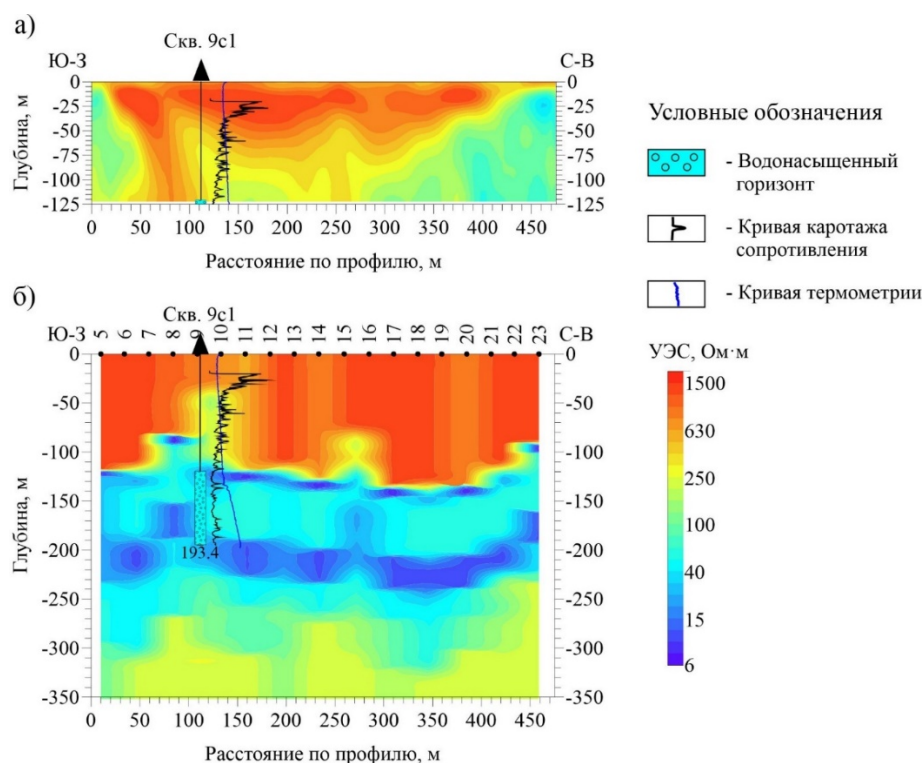 а)
Скв. 9с1
Ю-З
С-В
0
-25
-50
-75
-100
-125
Глубина, м
0
-25
-50
-75
-100
-125
0 50 100 150 200 250 300 350 400 450
Расстояние по профилю, м
б)
Скв. 9с1
Ю-З
5 6 7 8 9 10 11 12 13 14 15 16 17 18 19 20 21 22 23
С-В
0
-50
-100
-150
-200
-250
-300
-350
Глубина, м
193,4
0
-50
-100
-150
-200
-250
-300
-350
0 50 100 150 200 250 300 350 400 450
Расстояние по профилю, м
Условные обозначения
- Водонасыщенный
горизонт
- Кривая каротажа
сопротивления
- Кривая термометрии
УЭС, Ом·м
1500
630
250
100
40
15
6